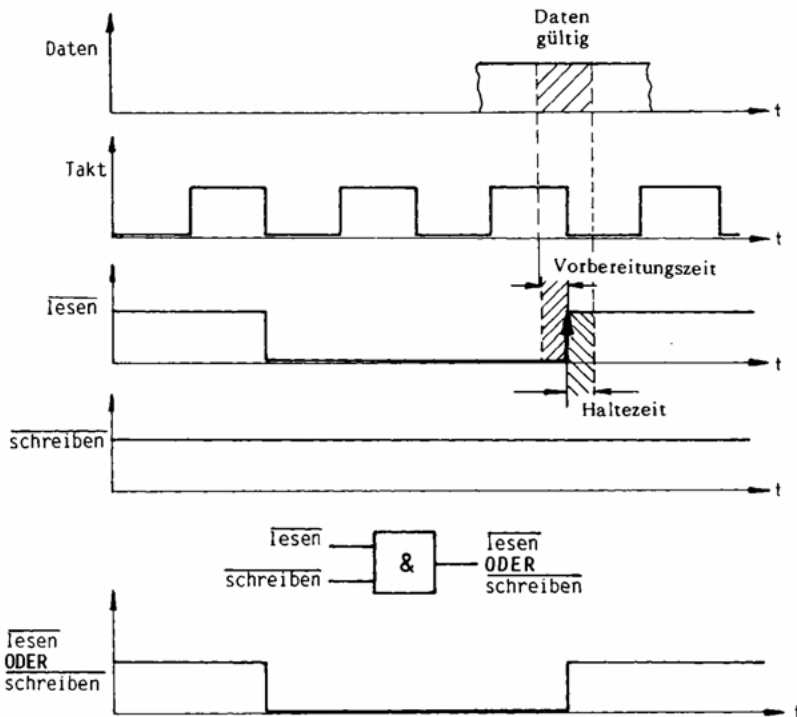 Daten
gültig
Daten
t
Takt
t
Vorbereitungszeit
lesen
t
Haltezeit
schreiben
t
lesen
schreiben
&
lesen
ODER
schreiben
lesen
ODER
schreiben
t